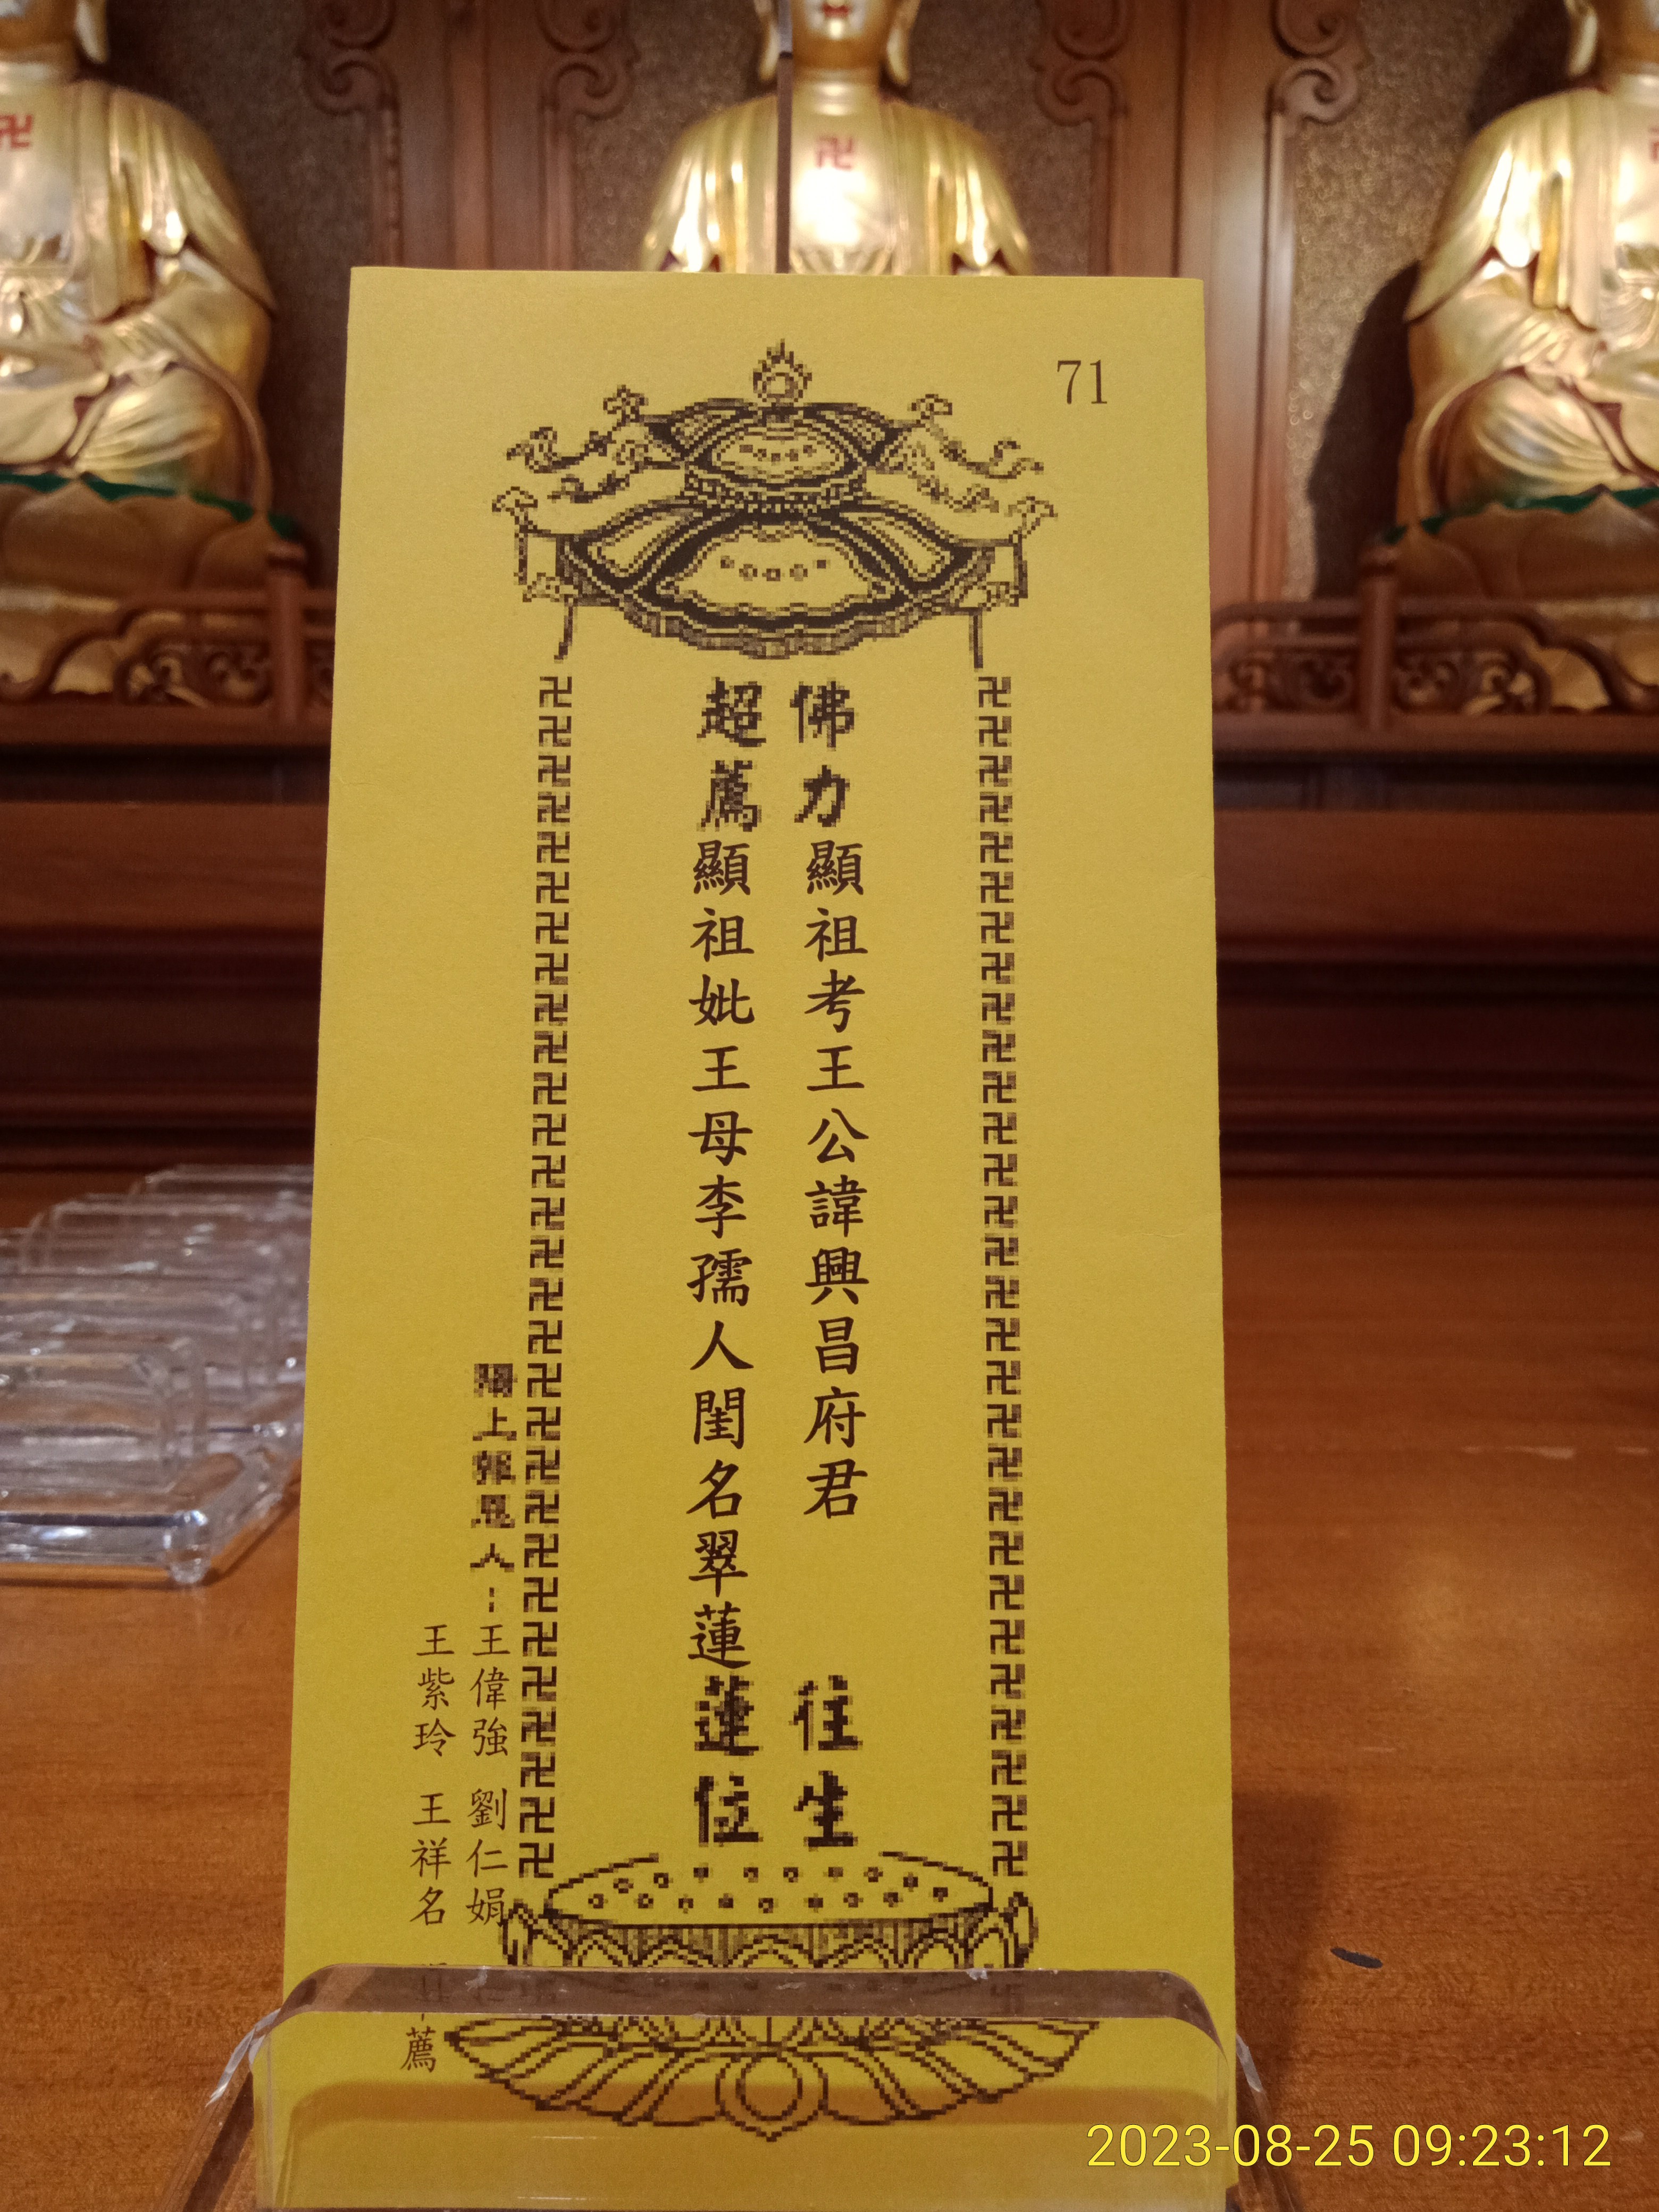 71
佛力顯祖考王公諱興昌府君往生
超薦顯祖妣王母李孺人閨名翠蓮蓮位
陽上報恩人：王偉強 劉仁娟
王紫玲 王祥名 薦
2023-08-25 09:23:12